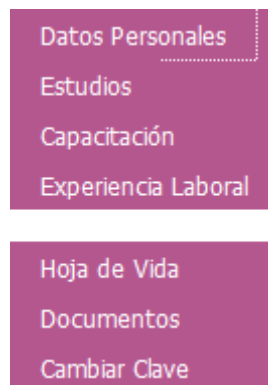 Datos Personales
Estudios
Capacitación
Experiencia Laboral
Hoja de Vida
Documentos
Cambiar Clave